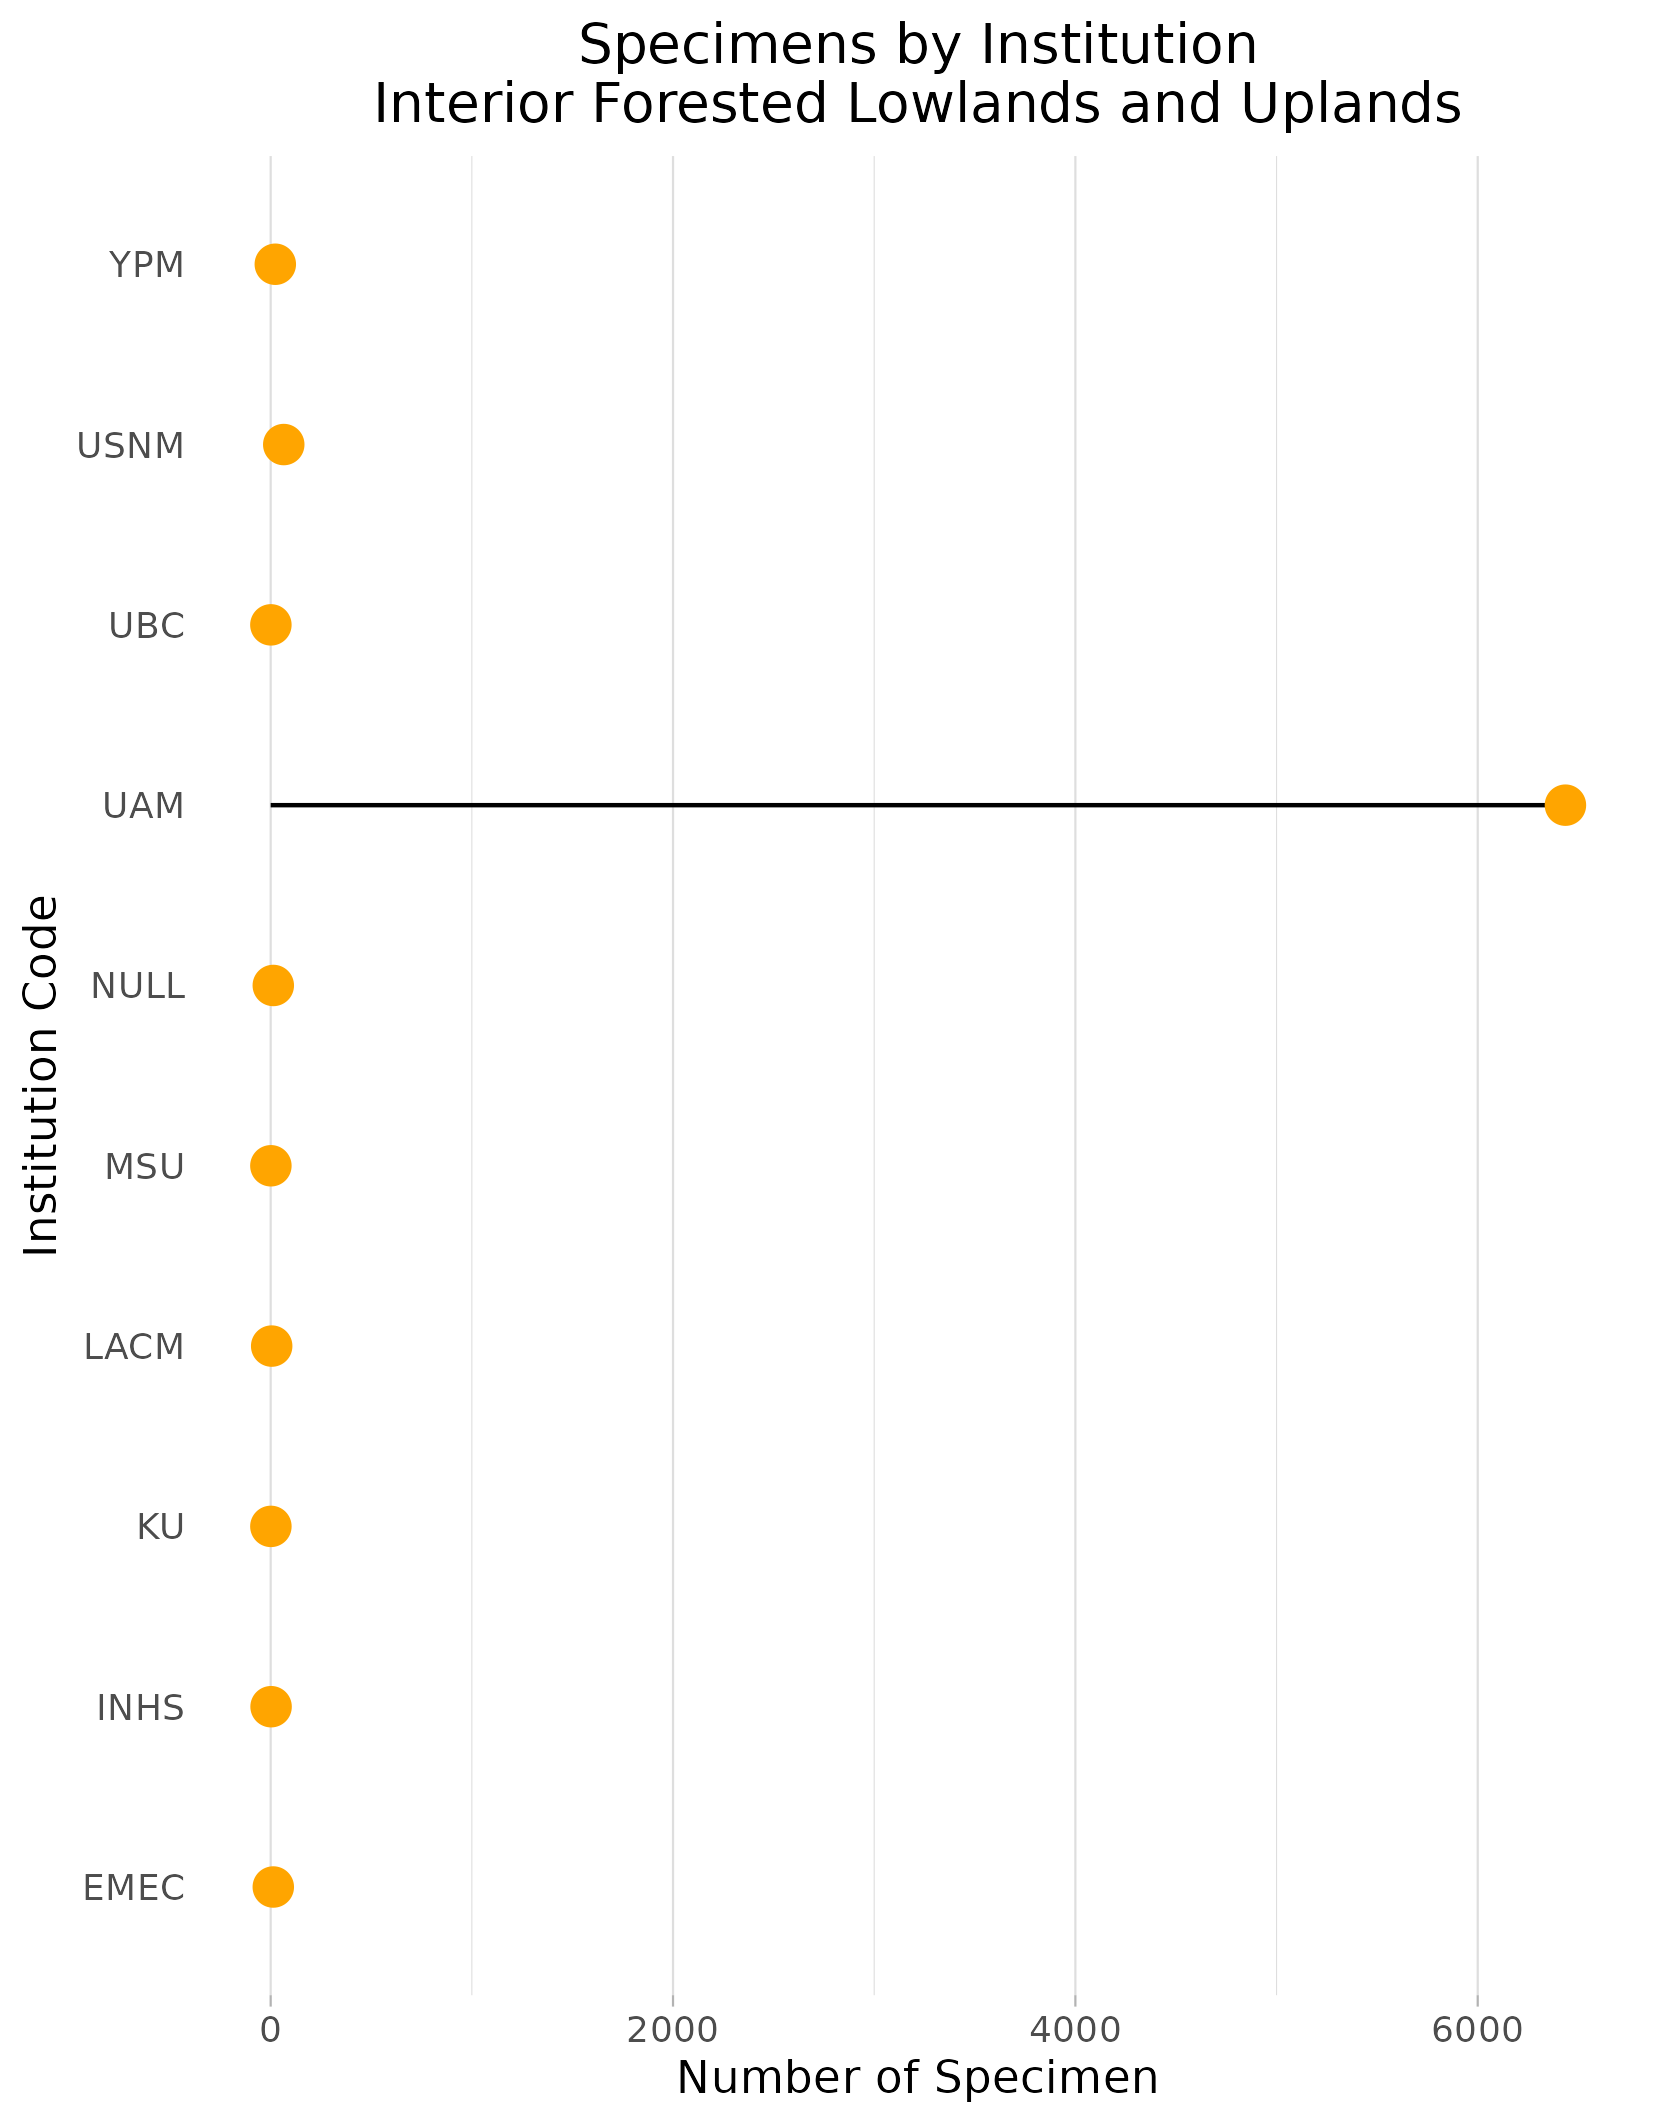 Specimens by Institution
Interior Forested Lowlands and Uplands
YPM
USNM
UBC
UAM
NULL
MSU
LACM
KU
INHS
EMEC
Institution Code
0 2000 4000 6000
Number of Specimen